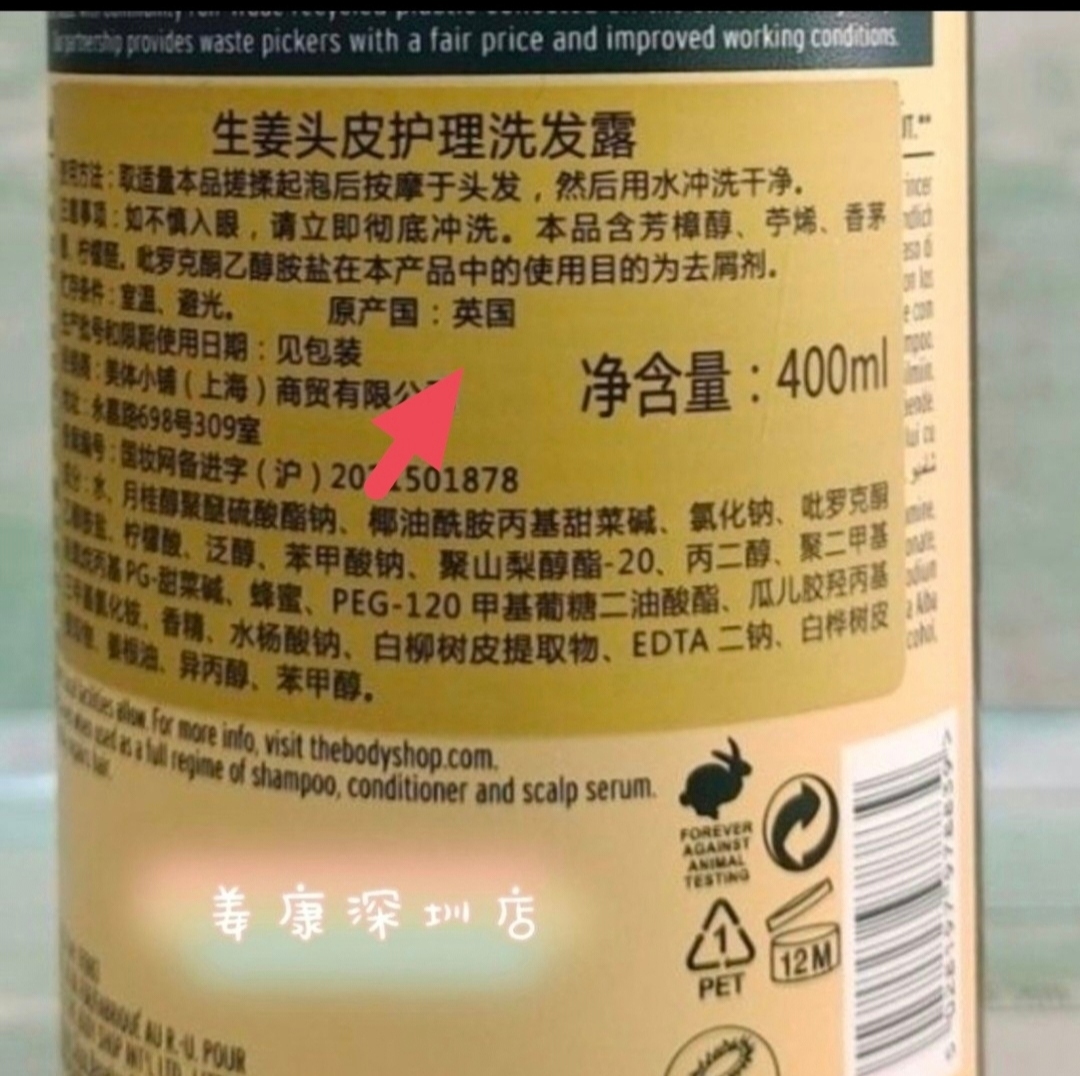 partnership provides waste pickers with a fair price and improved working conditions.
生姜头皮护理洗发露
使用方法：取适量本品搓揉起泡后按摩于头发，然后用水冲洗干净。
注意事项：如不慎入眼，请立即彻底冲洗。本品含芳樟醇、苧烯、香茅
醇、柠檬醛。吡罗克酮乙醇胺盐在本产品中的使用目的为去屑剂。
贮存条件：室温、避光。 原产国：英国
生产批号和限期使用日期：见包装
净含量：400ml
经销商：美体小铺（上海）商贸有限公
地址：永嘉路698号309室
备案编号：国妆网备进字（沪）20 1501878
成分：水、月桂醇聚醚硫酸酯钠、椰油酰胺丙基甜菜碱、氯化钠、吡罗克酮
乙醇胺盐、柠檬酸、泛醇、苯甲酸钠、聚山梨醇酯-20、丙二醇、聚二甲基
PG-甜菜碱、蜂蜜、PEG-120 甲基葡糖二油酸酯、瓜儿胶羟丙基
三甲基氯化铵、香精、水杨酸钠、白柳树皮提取物、EDTA 二钠、白桦树皮
提取物、姜根油、异丙醇、苯甲醇。
facilities allow. For more info, visit thebodyshop.com.
when used as a full regime of shampoo, conditioner and scalp serum.
hair.
FOREVER
AGAINST
ANIMAL
TESTING
姜康深圳店
1
PET
12M
AU R.-U. POUR